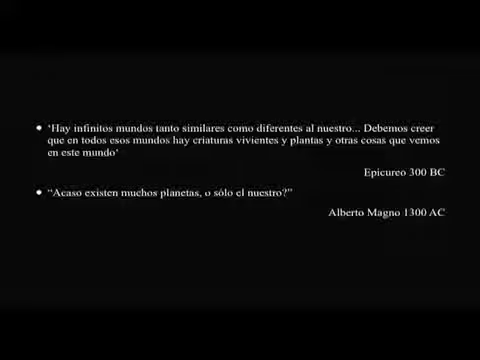 • ‘Hay infinitos mundos tanto similares como diferentes al nuestro... Debemos creer
que en todos esos mundos hay criaturas vivientes y plantas y otras cosas que vemos
en este mundo‘
Epicureo 300 BC
• “Acaso existen muchos planetas, o sólo el nuestro?”
Alberto Magno 1300 AC